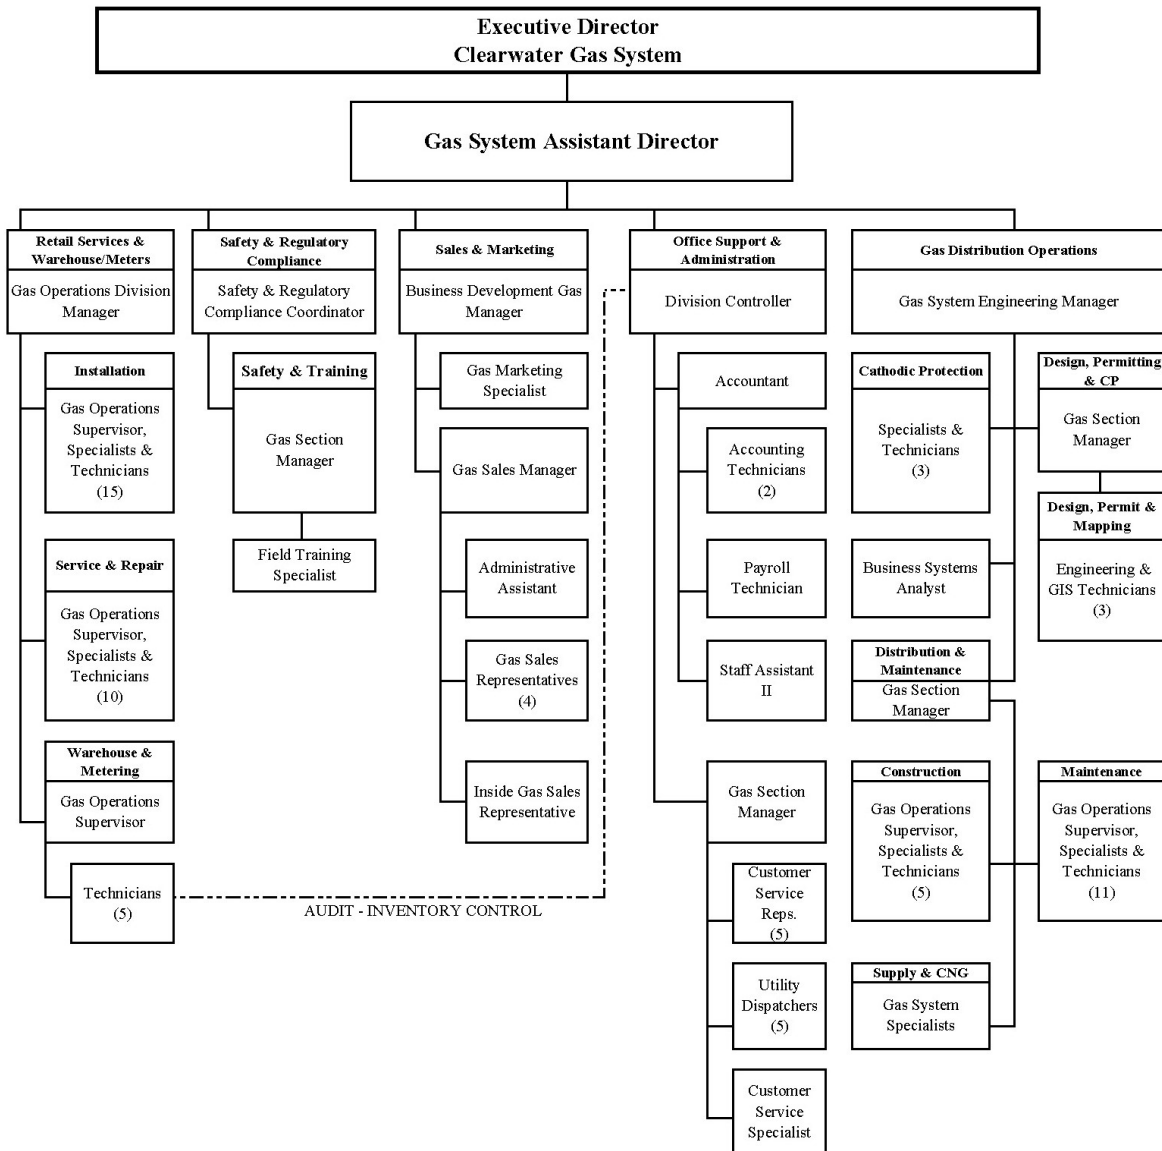 Executive Director
Clearwater Gas System
Gas System Assistant Director
Retail Services &
Warehouse/Meters
Gas Operations Division
Manager
Installation
Gas Operations
Supervisor,
Specialists &
Technicians
(15)
Service & Repair
Gas Operations
Supervisor,
Specialists &
Technicians
(10)
Warehouse &
Metering
Gas Operations
Supervisor
Technicians
(5)
AUDIT - INVENTORY CONTROL
Safety & Regulatory
Compliance
Safety & Regulatory
Compliance Coordinator
Safety & Training
Gas Section
Manager
Field Training
Specialist
Sales & Marketing
Business Development Gas
Manager
Gas Marketing
Specialist
Gas Sales Manager
Administrative
Assistant
Gas Sales
Representatives
(4)
Inside Gas Sales
Representative
Office Support &
Administration
Division Controller
Accountant
Accounting
Technicians
(2)
Payroll
Technician
Staff Assistant
II
Gas Section
Manager
Customer
Service
Reps.
(5)
Utility
Dispatchers
(5)
Customer
Service
Specialist
Gas Distribution Operations
Gas System Engineering Manager
Cathodic Protection
Specialists &
Technicians
(3)
Design, Permitting
& CP
Gas Section
Manager
Design, Permit &
Mapping
Engineering &
GIS Technicians
(3)
Business Systems
Analyst
Distribution &
Maintenance
Gas Section
Manager
Construction
Gas Operations
Supervisor,
Specialists &
Technicians
(5)
Maintenance
Gas Operations
Supervisor,
Specialists &
Technicians
(11)
Supply & CNG
Gas System
Specialists